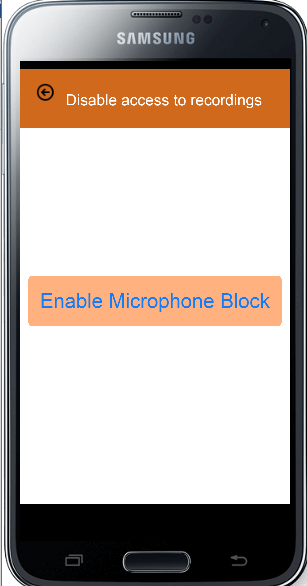 SAMSUNG
Disable access to recordings
Enable Microphone Block